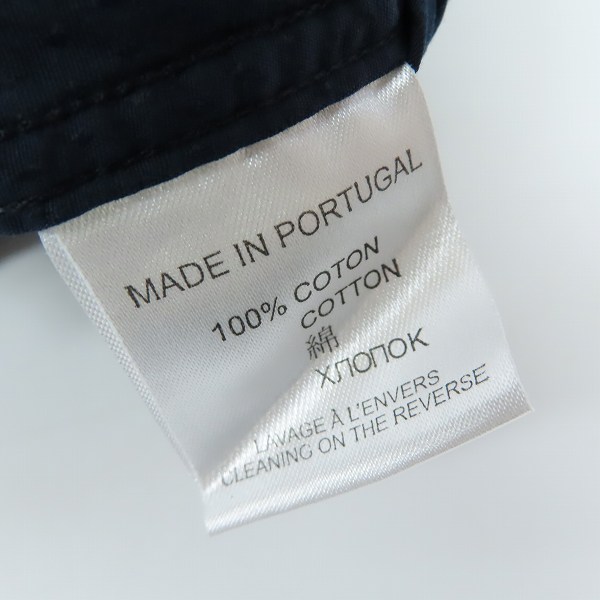 MADE IN PORTUGAL
100% COTON
COTTON
綿
ХЛОПОК
LAVAGE À L'ENVERS
CLEANING ON THE REVERSE